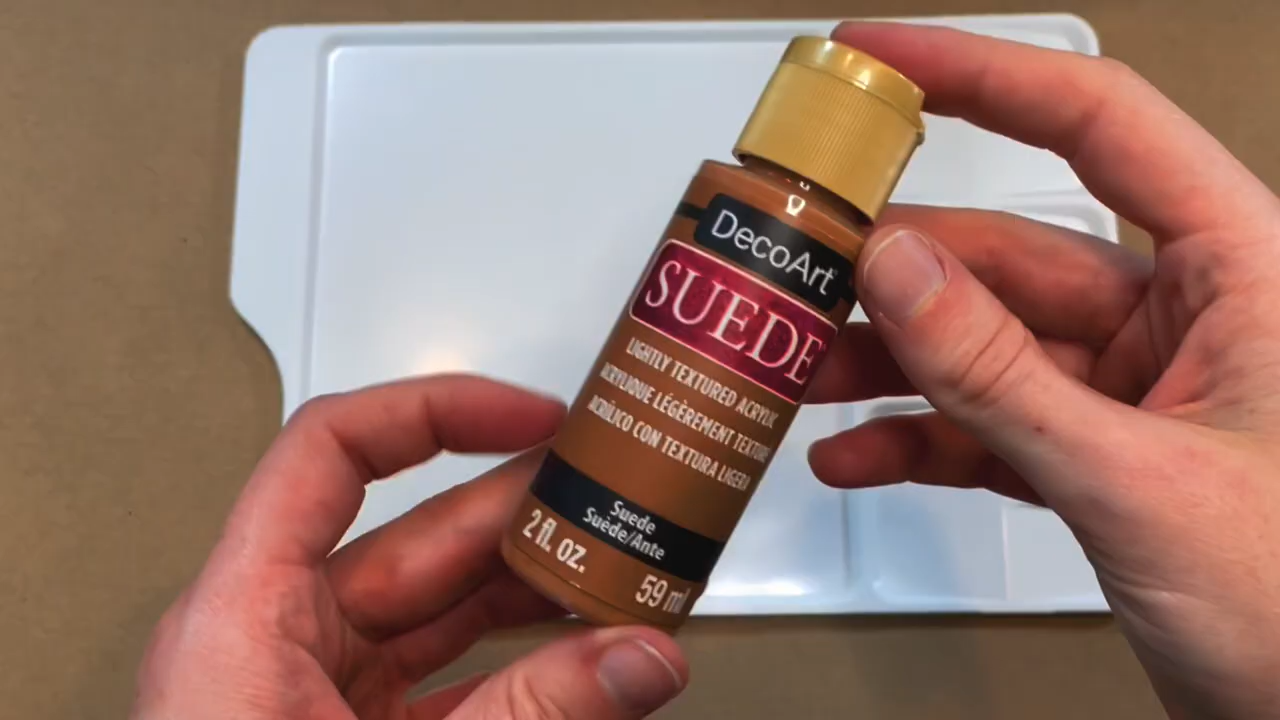 DecoArt
SUEDE
LIGHTLY TEXTURED ACRYLIC
ACRYLIQUE LÉGÈREMENT TEXTURÉ
ACRÍLICO CON TEXTURA LIGERA
Suede
Suède/Ante
2 fl. oz.
59 ml